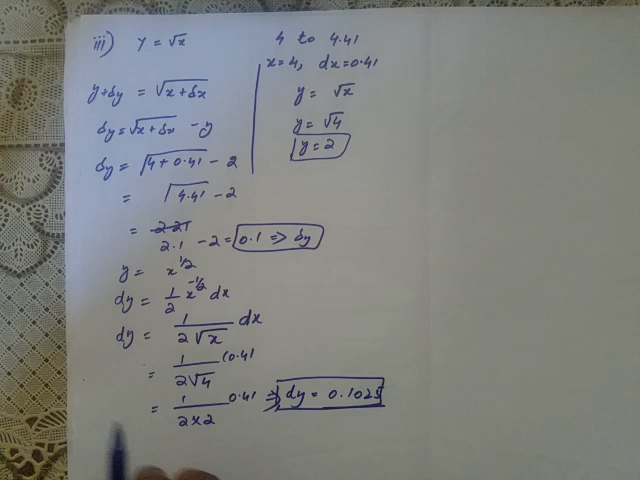 iii) Y = √x
4 to 4.41
x=4, dx=0.41
y = √x
y = √4
y = 2
y+δy = √x+δx
δy = √x+δx - y
δy = √4+0.41 - 2
= √4.41 - 2
= 2.1 - 2 = 0.1 => δy
y = x^1/2
dy = 1/2 x^-1/2 dx
dy = 1/2√x dx
= 1/2√4 (0.41
= 1/2x2 0.41 => dy = 0.1025